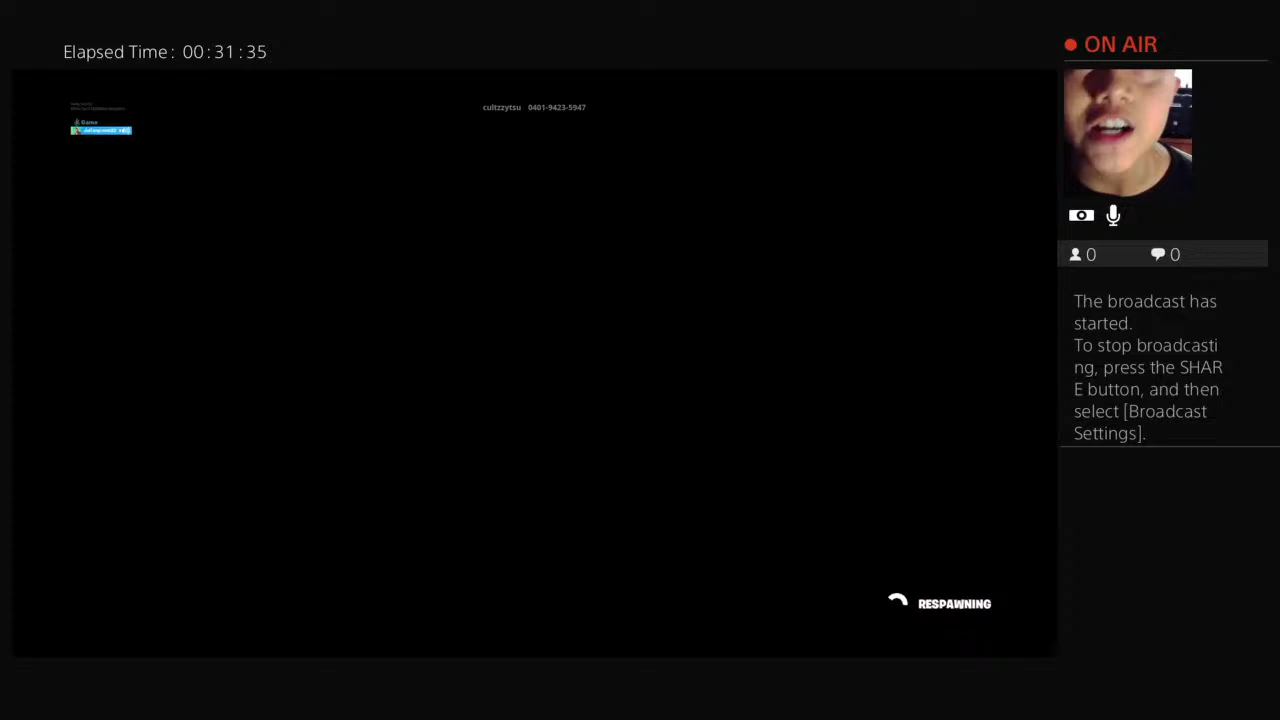 Elapsed Time: 00:31:35
ON AIR
cultzzytsu 0401-9423-5947
Game
0 0
The broadcast has
started.
To stop broadcasti
ng, press the SHAR
E button, and then
select [Broadcast
Settings].
RESPAWNING